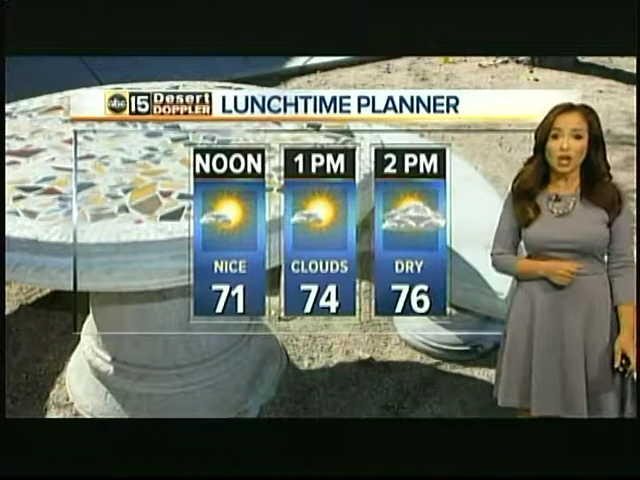 abc 15 Desert DOPPLER LUNCHTIME PLANNER
NOON 1 PM 2 PM
NICE CLOUDS DRY
71 74 76